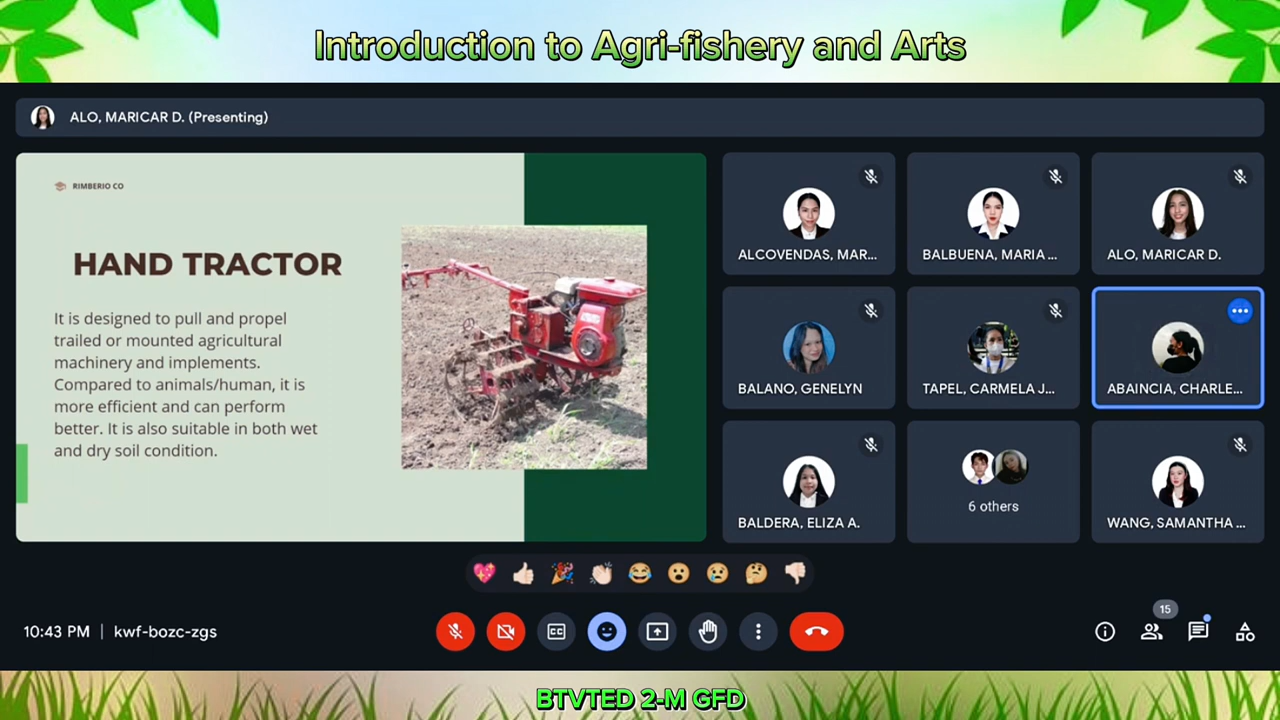 Introduction to Agri-fishery and Arts
ALO, MARICAR D. (Presenting)
RIMBERIO CO
HAND TRACTOR
It is designed to pull and propel
trailed or mounted agricultural
machinery and implements.
Compared to animals/human, it is
more efficient and can perform
better. It is also suitable in both wet
and dry soil condition.
ALCOVENDAS, MAR...
BALBUENA, MARIA ...
ALO, MARICAR D.
BALANO, GENELYN
TAPEL, CARMELA J...
ABAINCIA, CHARLE...
BALDERA, ELIZA A.
6 others
WANG, SAMANTHA ...
10:43 PM | kwf-bozc-zgs
CC
15
BTVTED 2-M GFD